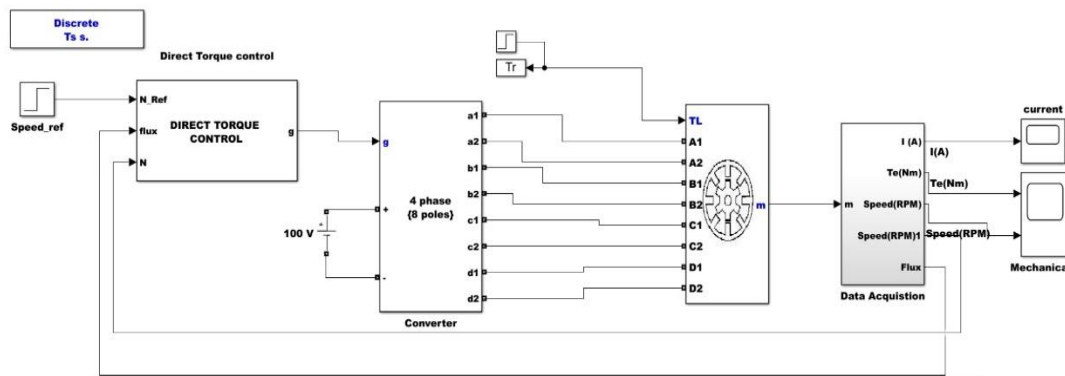 Discrete
Ts s.
Direct Torque control
Speed_ref
N_Ref
flux
N
DIRECT TORQUE
CONTROL
g
100 V
g
+
-
4 phase
{8 poles}
a1
a2
b1
b2
c1
c2
d1
d2
Converter
Tr
TL
A1
A2
B1
B2
C1
C2
D1
D2
m
m
I (A)
Te(Nm)
Speed(RPM)
Speed(RPM)1
Flux
Data Acquistion
I(A)
Te(Nm)
Speed(RPM)
current
Mechanical